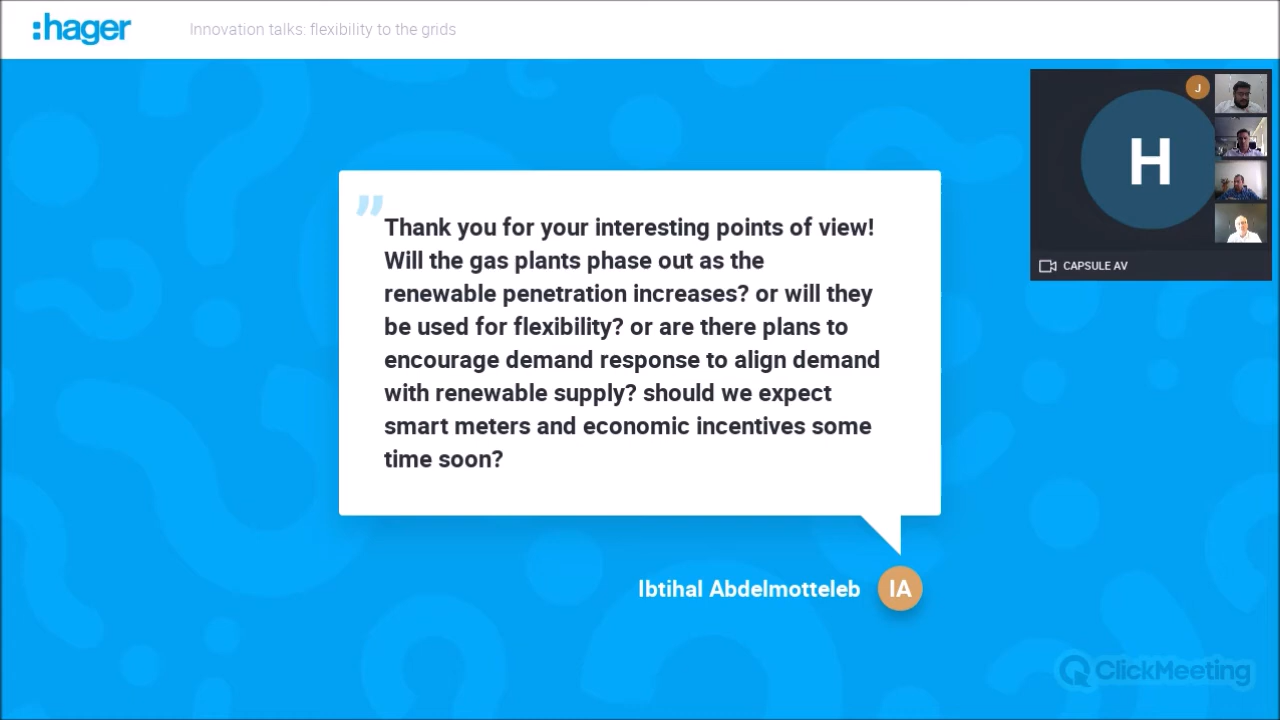 :hager
Innovation talks: flexibility to the grids
J
H
CAPSULE AV
”
Thank you for your interesting points of view!
Will the gas plants phase out as the
renewable penetration increases? or will they
be used for flexibility? or are there plans to
encourage demand response to align demand
with renewable supply? should we expect
smart meters and economic incentives some
time soon?
Ibtihal Abdelmotteleb
IA
ClickMeeting